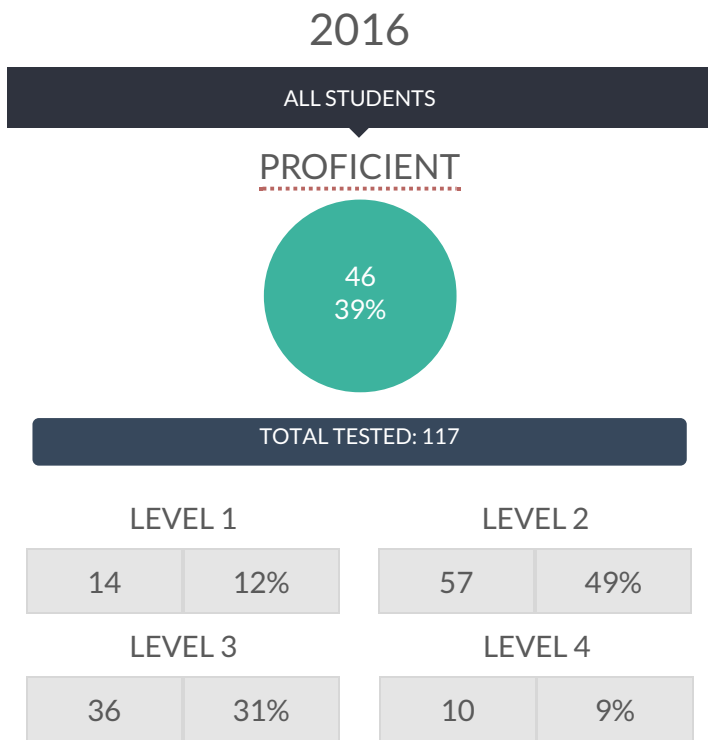 2016
ALL STUDENTS
PROFICIENT
46
39%
TOTAL TESTED: 117
LEVEL 1 LEVEL 2
14 12% 57 49%
LEVEL 3 LEVEL 4
36 31% 10 9%